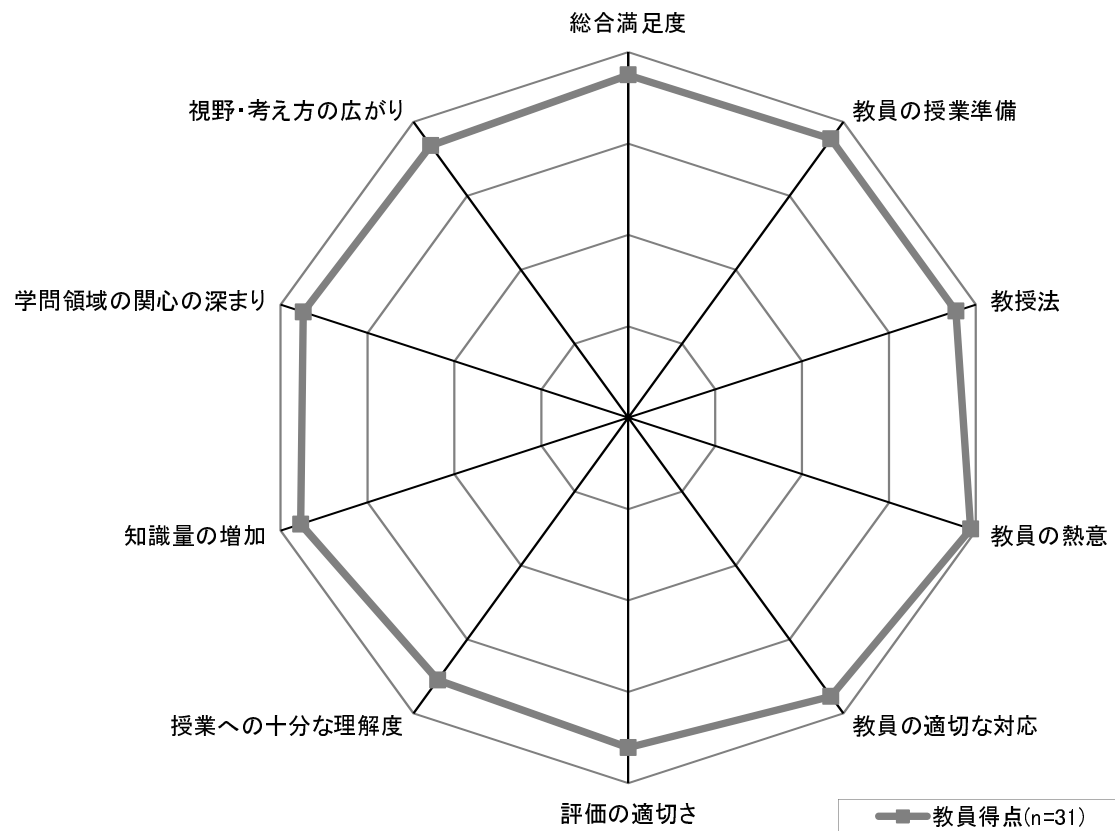 総合満足度
視野・考え方の広がり
教員の授業準備
学問領域の関心の深まり
教授法
知識量の増加
教員の熱意
授業への十分な理解度
教員の適切な対応
評価の適切さ
教員得点(n=31)